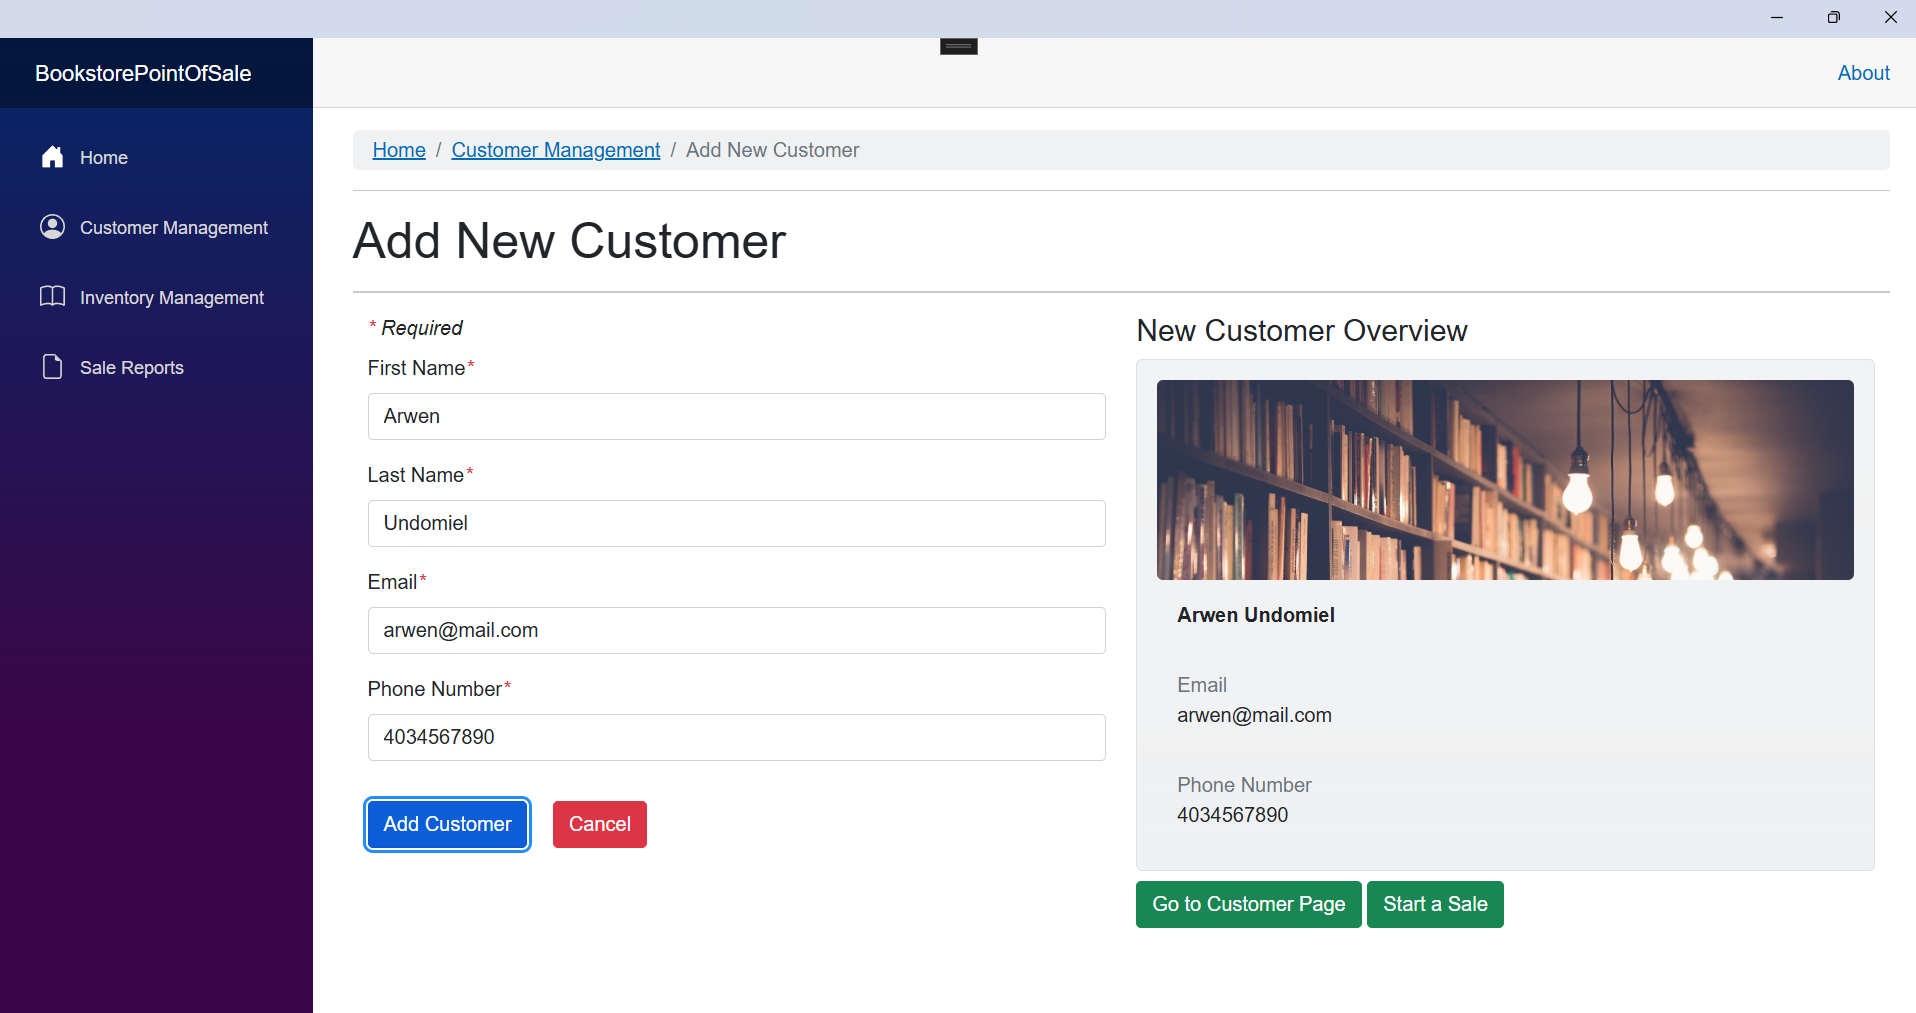 BookstorePointOfSale
About
Home
Customer Management
Inventory Management
Sale Reports
Home / Customer Management / Add New Customer
Add New Customer
* Required
First Name*
Arwen
Last Name*
Undomiel
Email*
arwen@mail.com
Phone Number*
4034567890
Add Customer
Cancel
New Customer Overview
Arwen Undomiel
Email
arwen@mail.com
Phone Number
4034567890
Go to Customer Page
Start a Sale